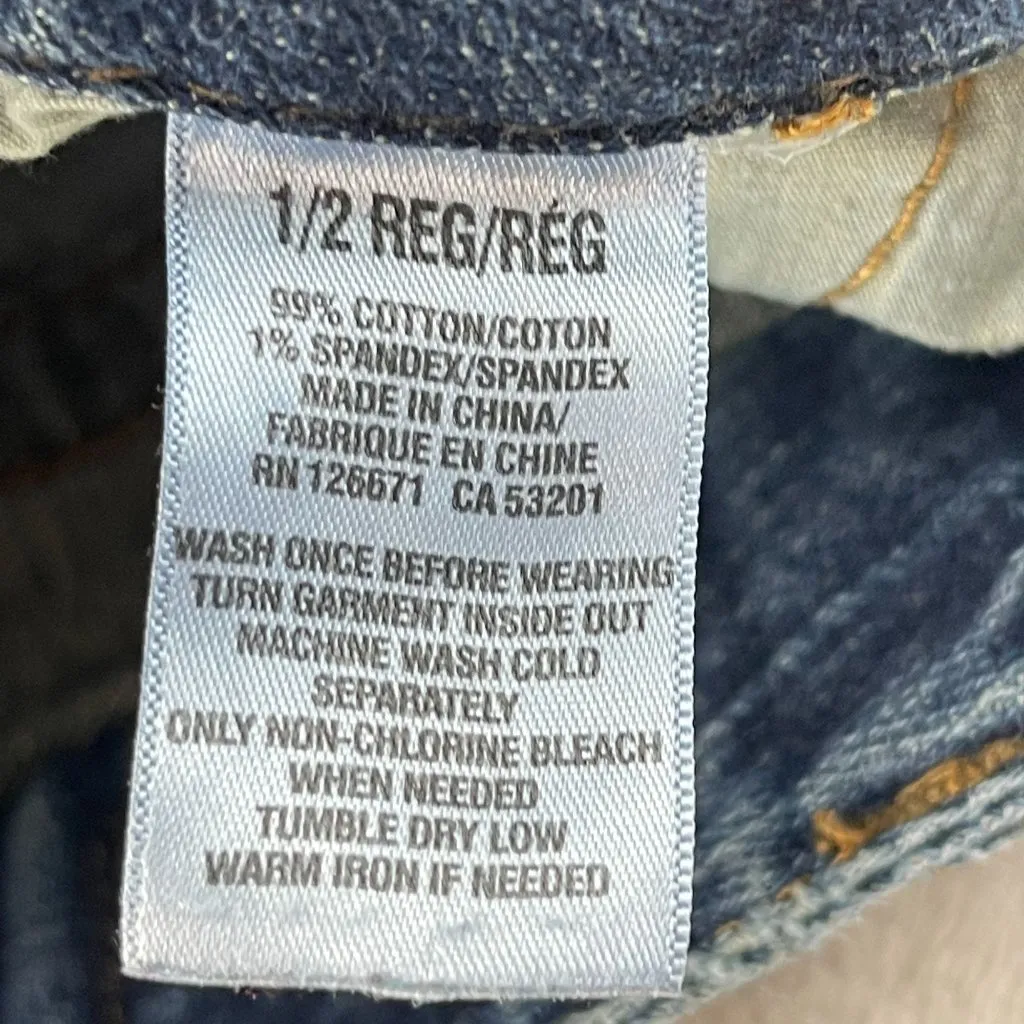 1/2 REG/RÉG
99% COTTON/COTON
1% SPANDEX/SPANDEX
MADE IN CHINA/
FABRIQUE EN CHINE
RN 126671 CA 53201
WASH ONCE BEFORE WEARING
TURN GARMENT INSIDE OUT
MACHINE WASH COLD
SEPARATELY
ONLY NON-CHLORINE BLEACH
WHEN NEEDED
TUMBLE DRY LOW
WARM IRON IF NEEDED